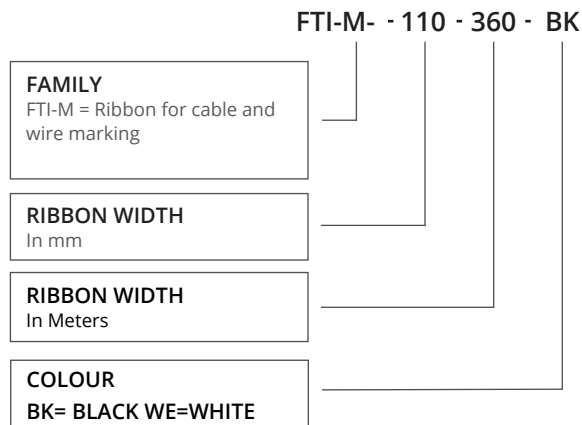 FTI-M- - 110 - 360 - BK
FAMILY
FTI-M = Ribbon for cable and
wire marking
RIBBON WIDTH
In mm
RIBBON WIDTH
In Meters
COLOUR
BK= BLACK WE=WHITE